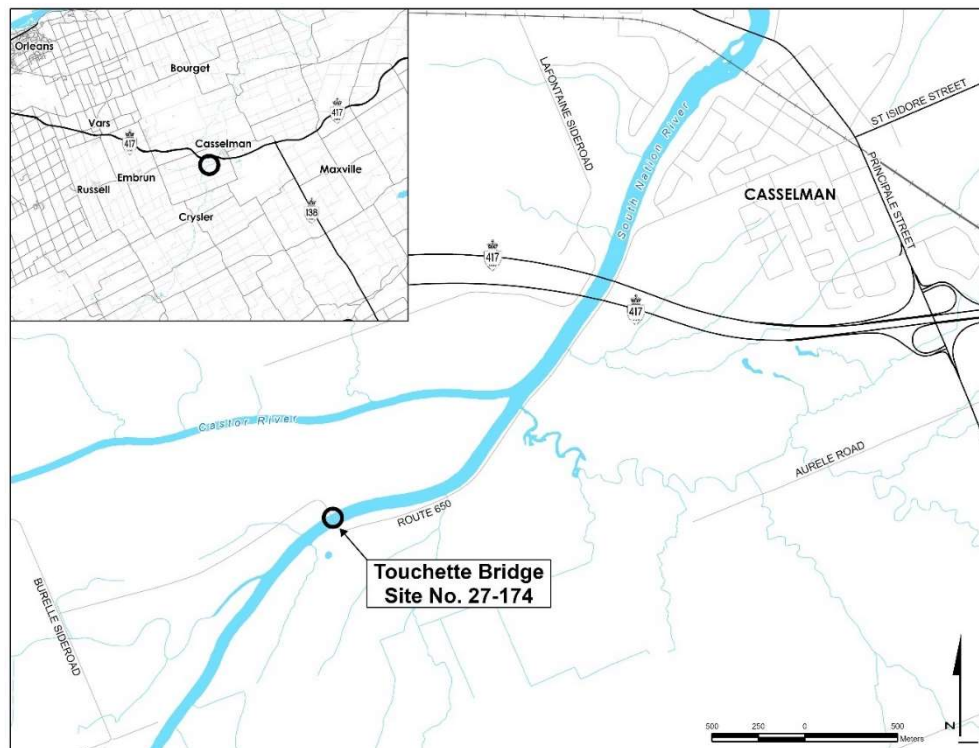 Orleans
Bourget
Vars
417
Casselman
417
Embrun
Russell
Maxville
138
Crysler
LAFONTAINE SIDEROAD
South Nation River
ST ISIDORE STREET
PRINCIPALE STREET
CASSELMAN
417
417
Castor River
AURELE ROAD
ROUTE 650
Touchette Bridge
Site No. 27-174
BURELLE SIDEROAD
500 250 0 500
Meters
N